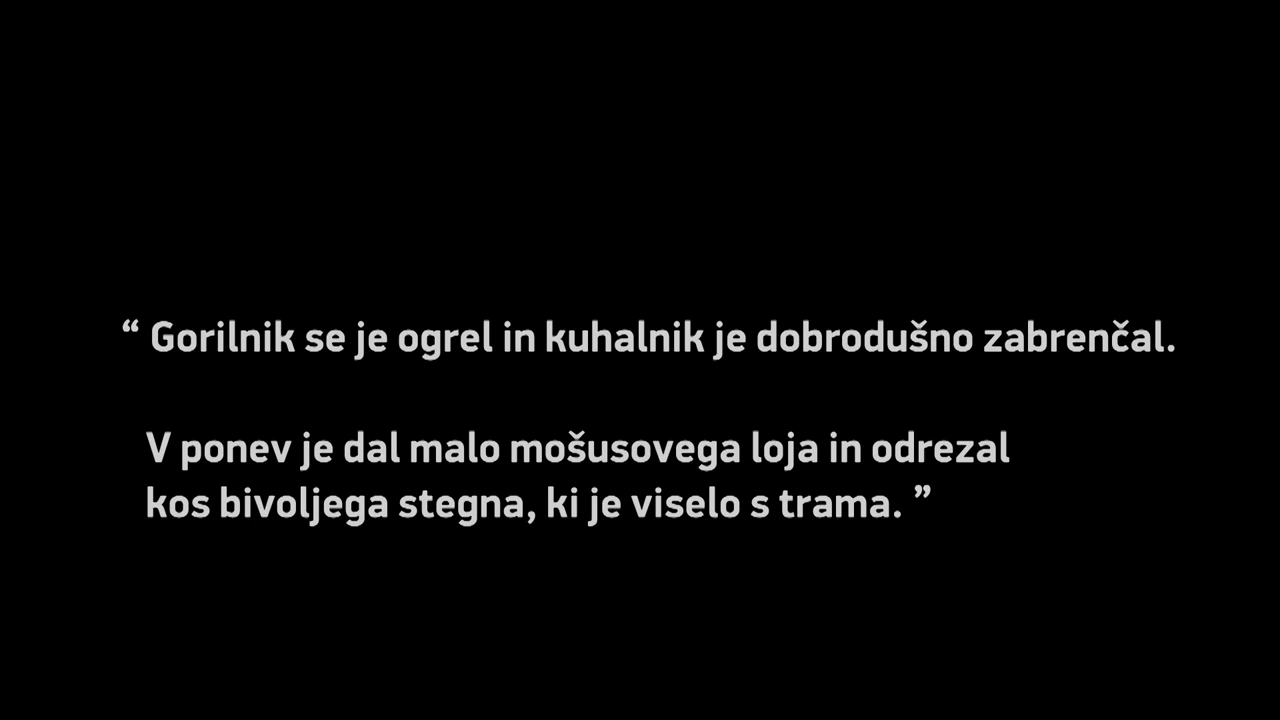 “ Gorilnik se je ogrel in kuhalnik je dobrodušno zabrenčal.
V ponev je dal malo mošusovega loja in odrezal
kos bivoljega stegna, ki je viselo s trama. ”